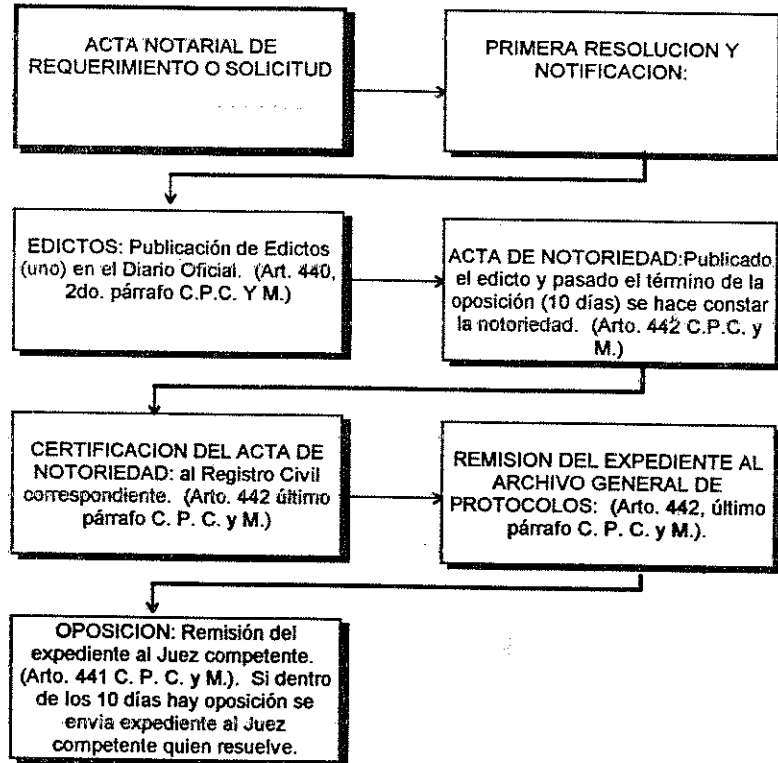 ACTA NOTARIAL DE
REQUERIMIENTO O SOLICITUD
PRIMERA RESOLUCION Y
NOTIFICACION:
EDICTOS: Publicación de Edictos
(uno) en el Diario Oficial. (Art. 440,
2do. párrafo C.P.C. Y M.)
ACTA DE NOTORIEDAD:Publicado
el edicto y pasado el término de la
oposición (10 días) se hace constar
la notoriedad. (Arto. 442 C.P.C. y
M.)
CERTIFICACION DEL ACTA DE
NOTORIEDAD: al Registro Civil
correspondiente. (Arto. 442 último
párrafo C. P. C. y M.)
REMISION DEL EXPEDIENTE AL
ARCHIVO GENERAL DE
PROTOCOLOS: (Arto. 442, último
párrafo C. P. C. y M.).
OPOSICION: Remisión del
expediente al Juez competente.
(Arto. 441 C. P. C. y M.). Si dentro
de los 10 días hay oposición se
envia expediente al Juez
competente quien resuelve.